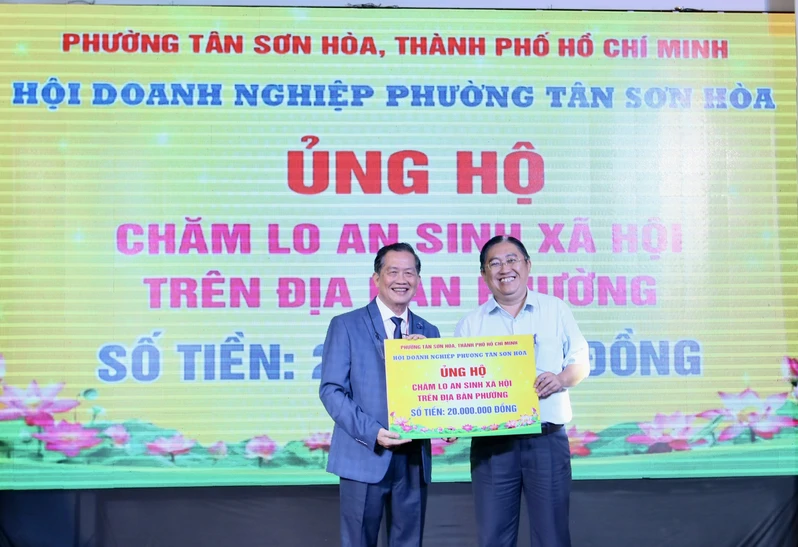 PHƯỜNG TÂN SƠN HÒA, THÀNH PHỐ HỒ CHÍ MINH
HỘI DOANH NGHIỆP PHƯỜNG TÂN SƠN HÒA
ỦNG HỘ
CHĂM LO AN SINH XÃ HỘI
TRÊN ĐỊA BÀN PHƯỜNG
SỐ TIỀN: 2 ĐỒNG
PHƯỜNG TÂN SƠN HÒA, THÀNH PHỐ HỒ CHÍ MINH
HỘI DOANH NGHIỆP PHƯỜNG TÂN SƠN HÒA
ỦNG HỘ
CHĂM LO AN SINH XÃ HỘI
TRÊN ĐỊA BÀN PHƯỜNG
SỐ TIỀN: 20.000.000 ĐỒNG